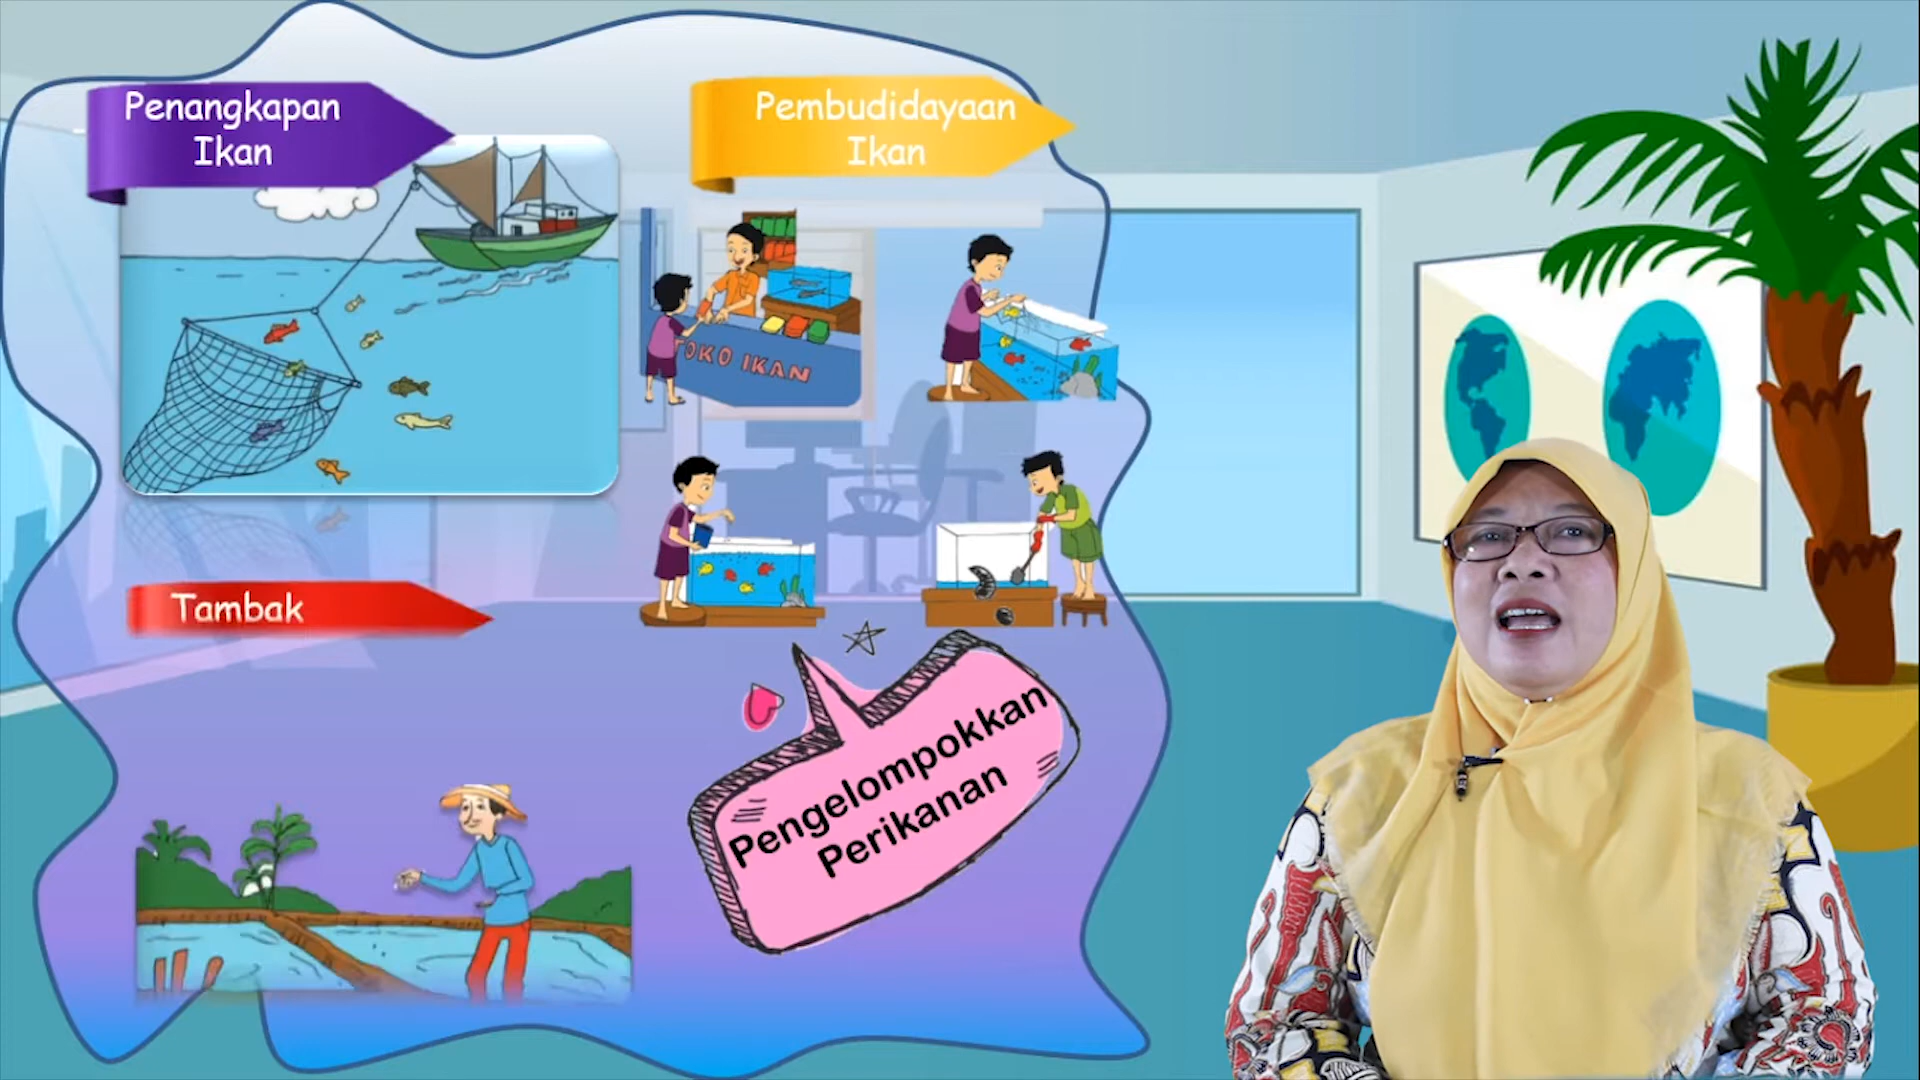 Penangkapan
Ikan
Pembudidayaan
Ikan
TOKO IKAN
Tambak
Pengelompokkan
Perikanan